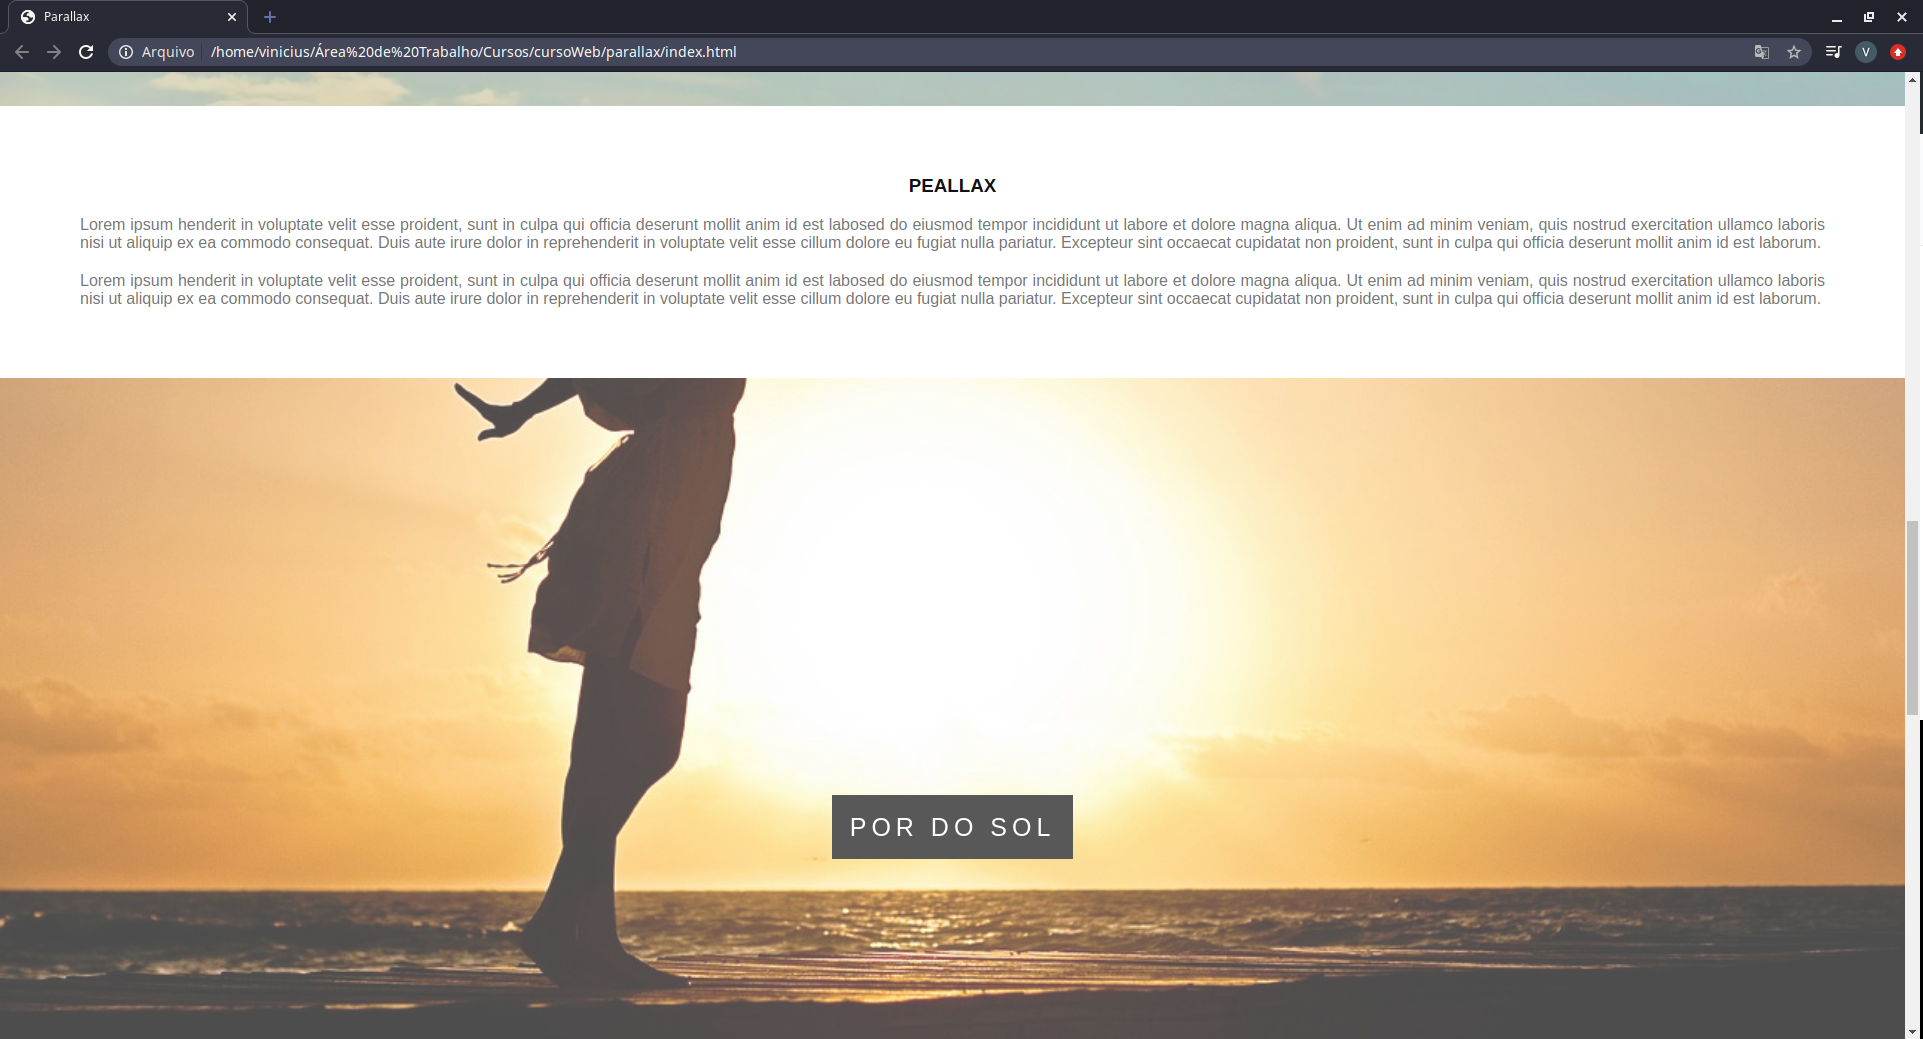 Parallax
Arquivo /home/vinicius/Área%20de%20Trabalho/Cursos/cursoWeb/parallax/index.html
V
PEALLAX
Lorem ipsum henderit in voluptate velit esse proident, sunt in culpa qui officia deserunt mollit anim id est labosed do eiusmod tempor incididunt ut labore et dolore magna aliqua. Ut enim ad minim veniam, quis nostrud exercitation ullamco laboris
nisi ut aliquip ex ea commodo consequat. Duis aute irure dolor in reprehenderit in voluptate velit esse cillum dolore eu fugiat nulla pariatur. Excepteur sint occaecat cupidatat non proident, sunt in culpa qui officia deserunt mollit anim id est laborum.
Lorem ipsum henderit in voluptate velit esse proident, sunt in culpa qui officia deserunt mollit anim id est labosed do eiusmod tempor incididunt ut labore et dolore magna aliqua. Ut enim ad minim veniam, quis nostrud exercitation ullamco laboris
nisi ut aliquip ex ea commodo consequat. Duis aute irure dolor in reprehenderit in voluptate velit esse cillum dolore eu fugiat nulla pariatur. Excepteur sint occaecat cupidatat non proident, sunt in culpa qui officia deserunt mollit anim id est laborum.
POR DO SOL